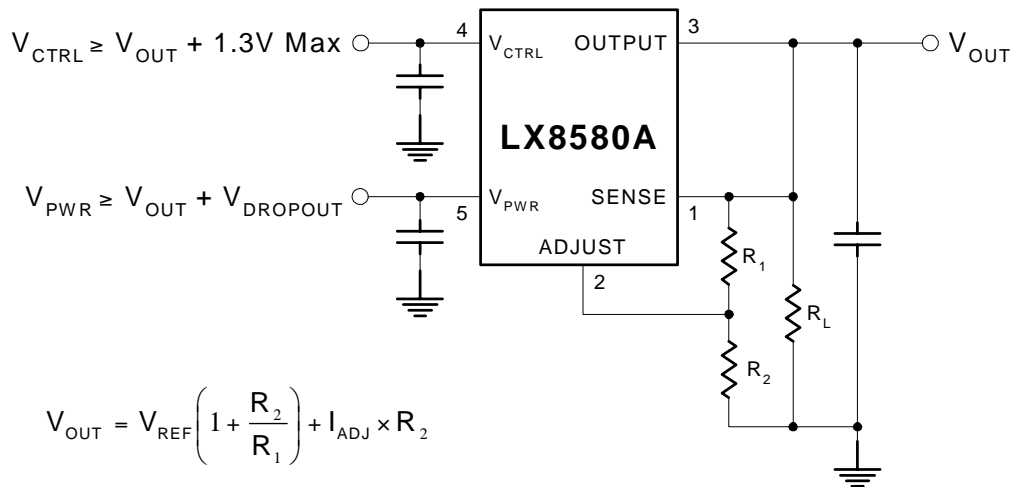 V_CTRL ≥ V_OUT + 1.3V Max
4
V_CTRL
OUTPUT
3
V_OUT
LX8580A
V_PWR ≥ V_OUT + V_DROPOUT
5
V_PWR
SENSE
1
ADJUST
2
R_1
R_L
R_2
V_OUT = V_REF(1 + R_2/R_1) + I_ADJ × R_2